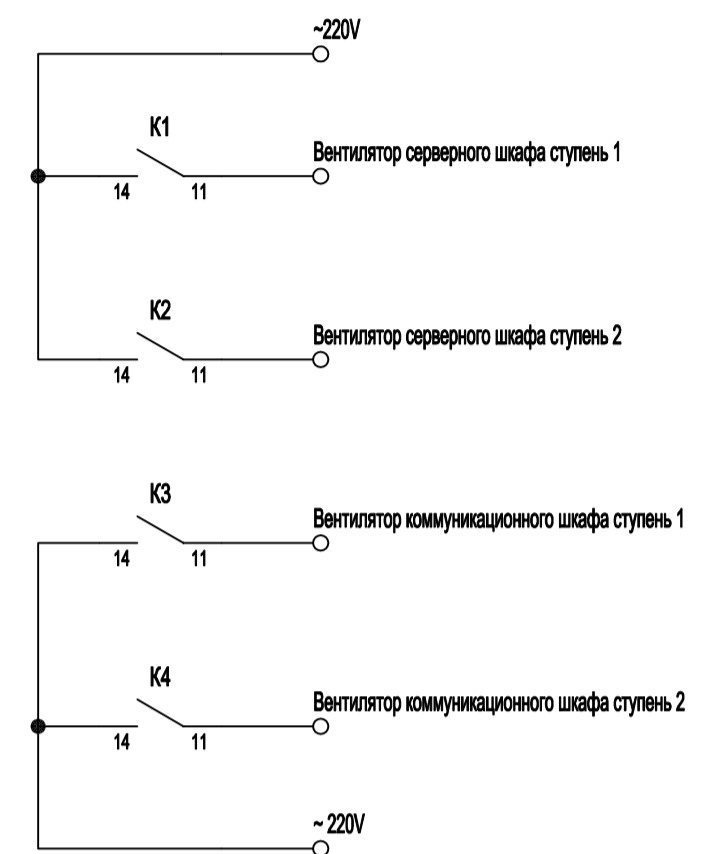 ~220V
K1
Вентилятор серверного шкафа ступень 1
14 11
K2
Вентилятор серверного шкафа ступень 2
14 11
K3
Вентилятор коммуникационного шкафа ступень 1
14 11
K4
Вентилятор коммуникационного шкафа ступень 2
14 11
~ 220V